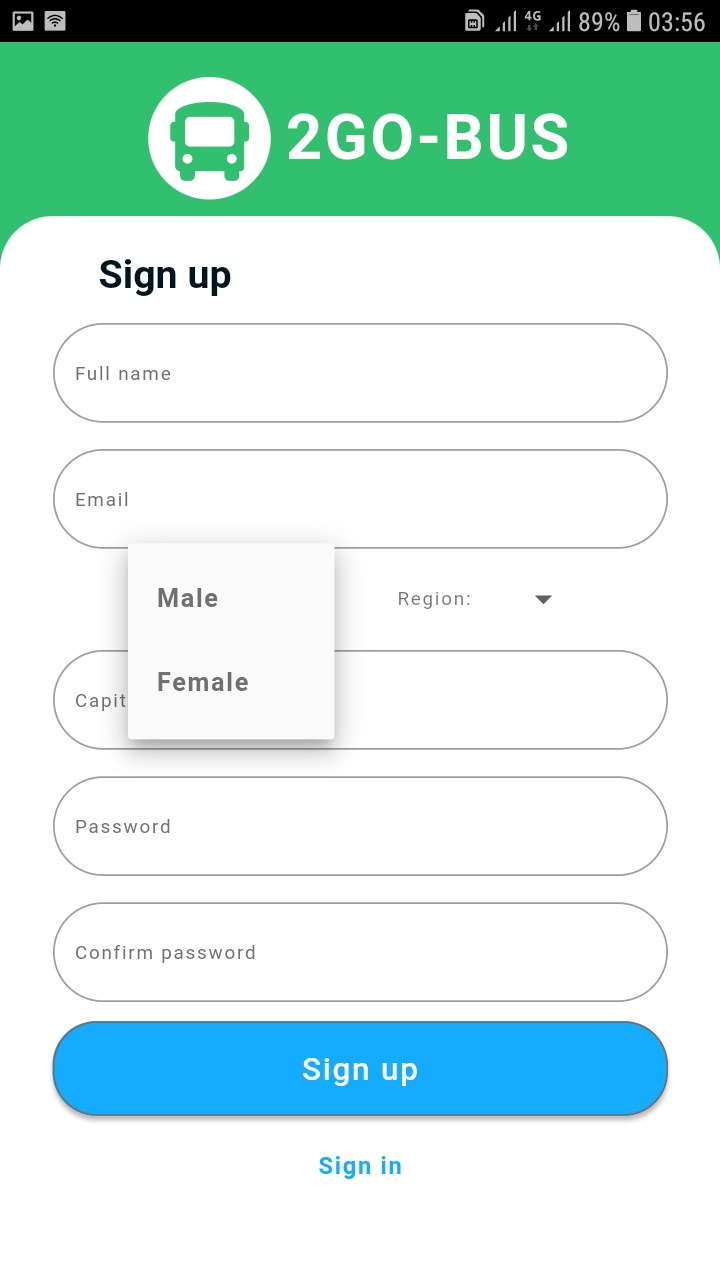 4G 89% 03:56
2GO-BUS
Sign up
Full name
Email
Male
Region:
Female
Capit
Password
Confirm password
Sign up
Sign in